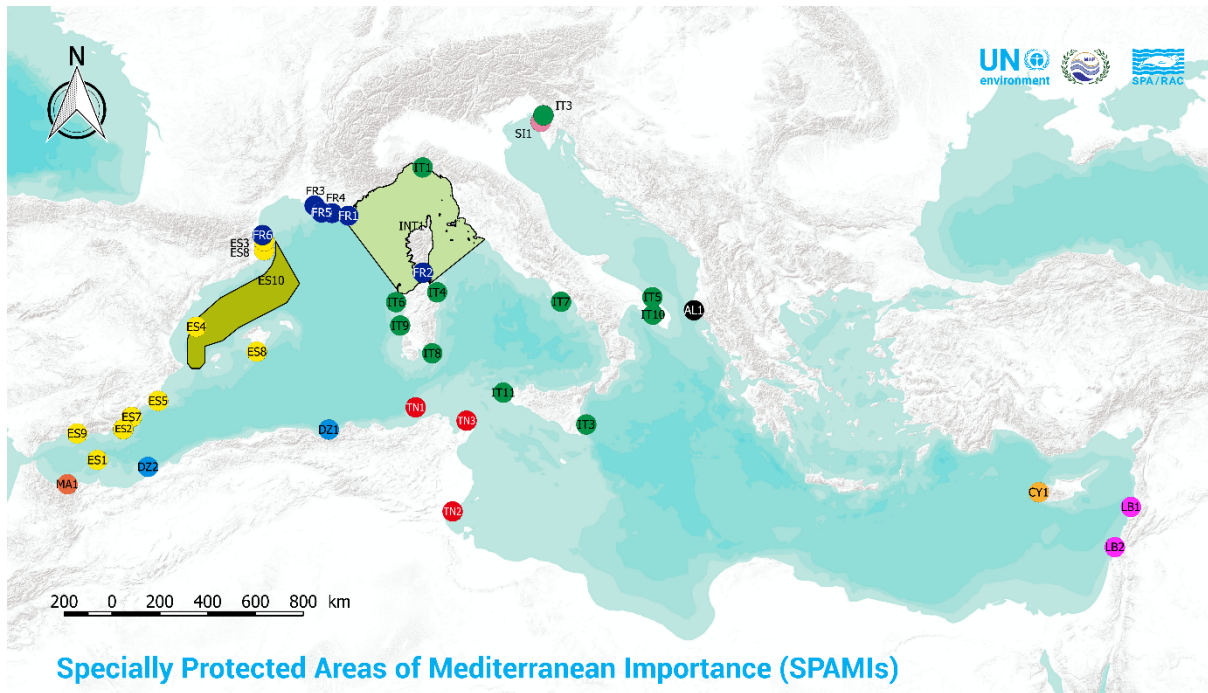 N
UN
environment
MAP
SPA/RAC
IT3
SI1
IT1
FR3
FR4
FR5
FR1
INT1
FR6
ES3
ES8
ES10
FR2
IT4
IT6
IT5
IT7
AL1
IT10
ES4
IT9
ES8
IT8
IT11
ES5
TN1
ES7
TN3
IT3
ES2
ES9
DZ1
ES1
DZ2
MA1
CY1
LB1
TN2
LB2
200 0 200 400 600 800 km
Specially Protected Areas of Mediterranean Importance (SPAMIs)